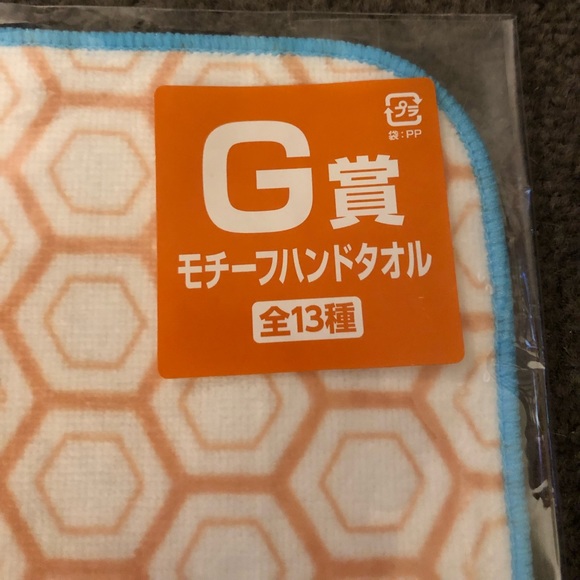 プラ
袋:PP
G賞
モチーフハンドタオル
全13種